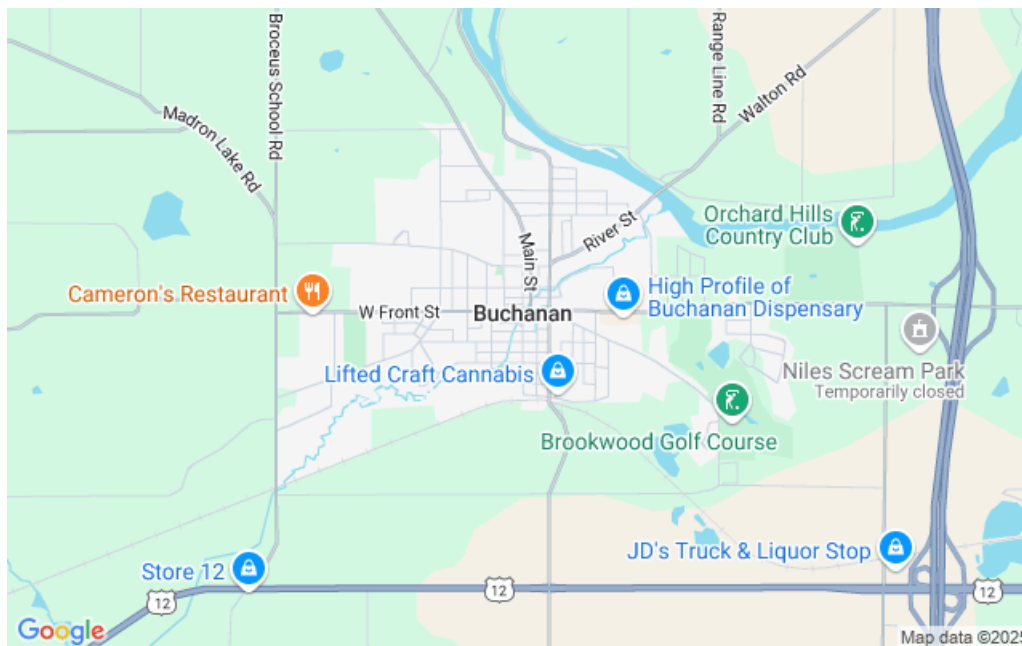 Broceus School Rd
Range Line Rd
Walton Rd
Madron Lake Rd
Orchard Hills
Country Club
River St
Main St
Cameron's Restaurant
High Profile of
Buchanan Dispensary
W Front St
Buchanan
Niles Scream Park
Temporarily closed
Lifted Craft Cannabis
Brookwood Golf Course
JD's Truck & Liquor Stop
Store 12
12
12
12
Google
Map data ©2025